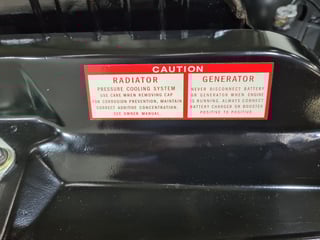 CAUTION
RADIATOR
PRESSURE COOLING SYSTEM
USE CARE WHEN REMOVING CAP
FOR CORROSION PREVENTION, MAINTAIN
CORRECT ADDITIVE CONCENTRATION.
SEE OWNER MANUAL.
GENERATOR
NEVER DISCONNECT BATTERY
OR GENERATOR WHEN ENGINE
IS RUNNING. ALWAYS CONNECT
BATTERY CHARGER OR BOOSTER
POSITIVE TO POSITIVE.